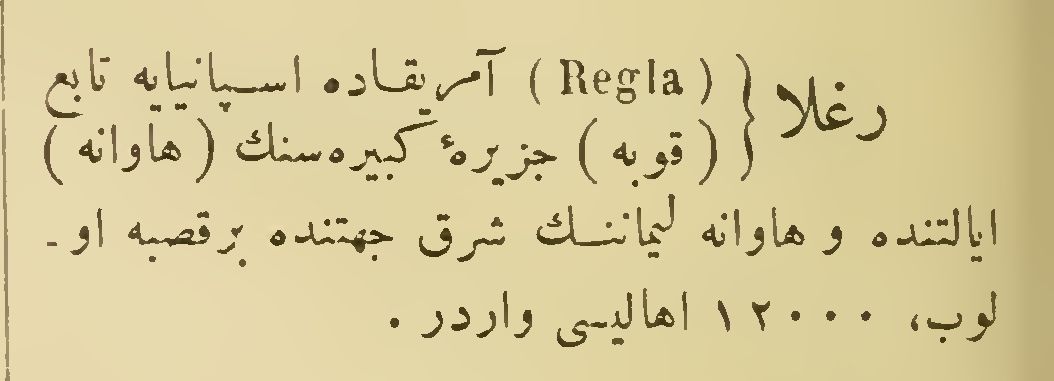 رغلا { ( Regla ) آمریقاده اسپانیایه تابع
( قوبه ) جزیرهٔ کبیره‌سنك ( هاوانه )
ایالتنده و هاوانه لیماننك شرق جهتنده برقصبه او-
لوب، ۱۲۰۰۰ اهالیسی واردر .